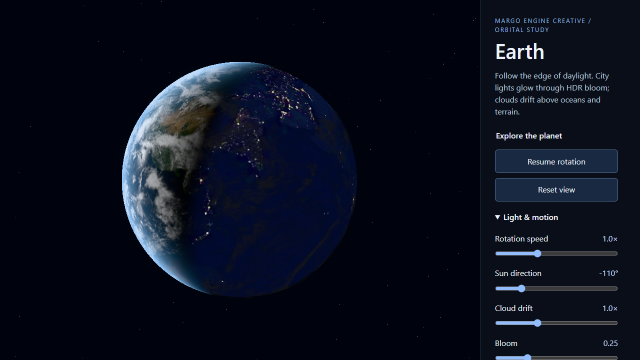 MARGO ENGINE CREATIVE /
ORBITAL STUDY
Earth
Follow the edge of daylight. City
lights glow through HDR bloom;
clouds drift above oceans and
terrain.
Explore the planet
Resume rotation
Reset view
▼ Light & motion
Rotation speed 1.0×
Sun direction -110°
Cloud drift 1.0×
Bloom 0.25